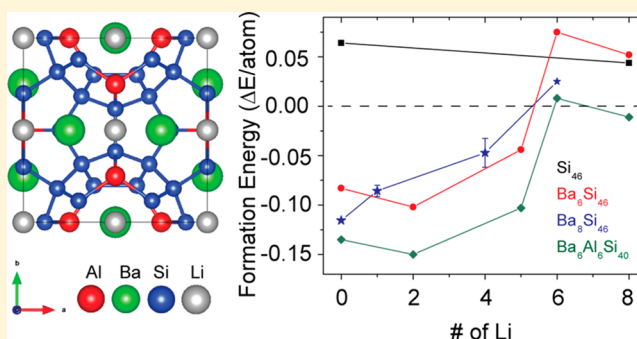 b
a
Al Ba Si Li
Formation Energy (ΔE/atom)
0.05
0.00
-0.05
-0.10
-0.15
Si46
Ba6Si46
Ba8Si46
Ba6Al6Si40
0 2 4 6 8
# of Li